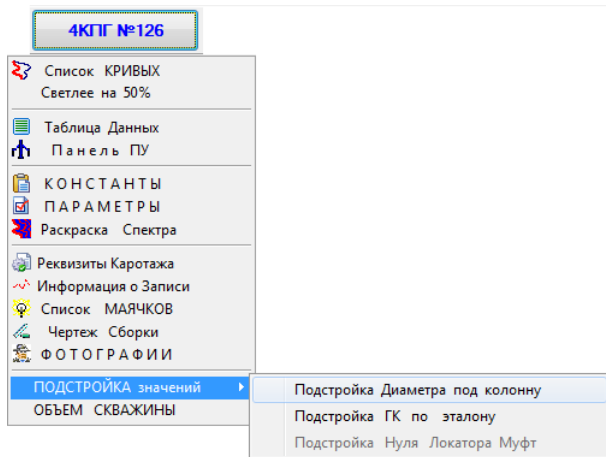 4КПГ №126
Список КРИВЫХ
Светлее на 50%
Таблица Данных
Панель ПУ
КОНСТАНТЫ
ПАРАМЕТРЫ
Раскраска Спектра
Реквизиты Каротажа
Информация о Записи
Список МАЯЧКОВ
Чертеж Сборки
ФОТОГРАФИИ
ПОДСТРОЙКА значений
ОБЪЕМ СКВАЖИНЫ
Подстройка Диаметра под колонну
Подстройка ГК по эталону
Подстройка Нуля Локатора Муфт